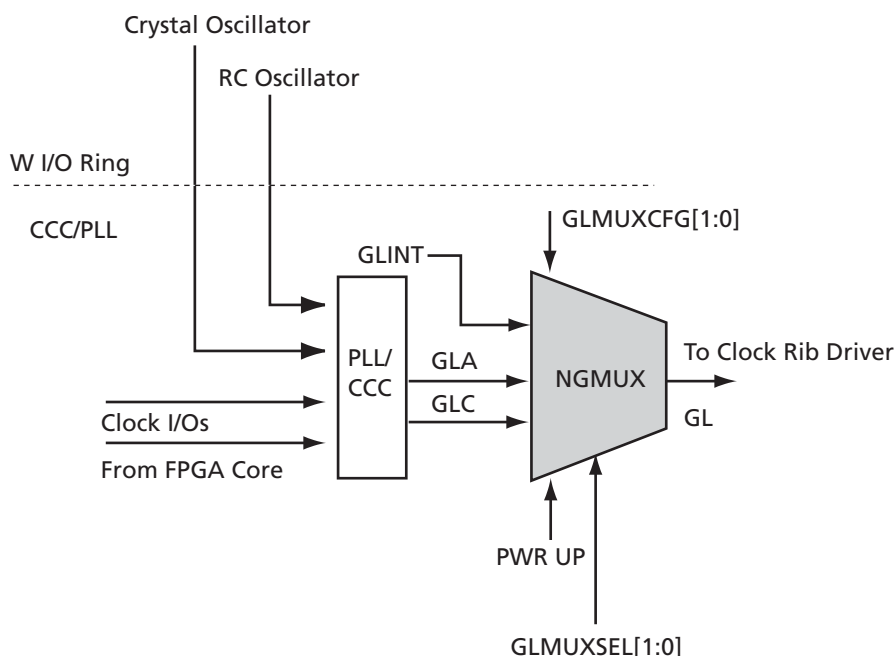 Crystal Oscillator
RC Oscillator
W I/O Ring
CCC/PLL
GLMUXCFG[1:0]
GLINT
PLL/
CCC
GLA
GLC
NGMUX
To Clock Rib Driver
GL
Clock I/Os
From FPGA Core
PWR UP
GLMUXSEL[1:0]